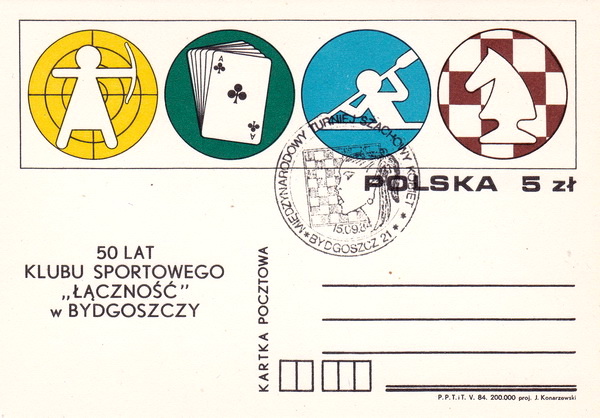 A
A
POLSKA 5 zł
MIĘDZYNARODOWY TURNIEJ SZACHOWY KOBIET
15.09.84
* BYDGOSZCZ 21 * *
50 LAT
KLUBU SPORTOWEGO
„ŁĄCZNOŚĆ"
w BYDGOSZCZY
KARTKA POCZTOWA
P.P.T.iT. V. 84. 200.000 proj. J. Konarzewski